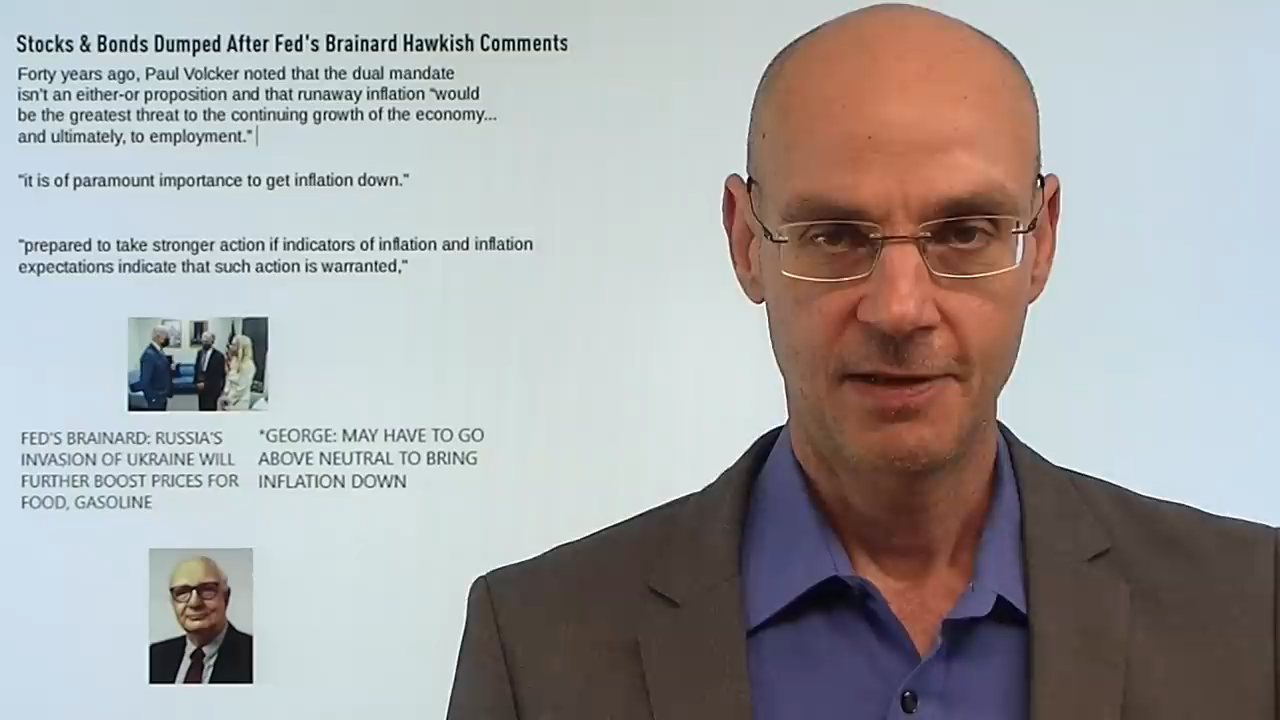 Stocks & Bonds Dumped After Fed's Brainard Hawkish Comments
Forty years ago, Paul Volcker noted that the dual mandate
isn't an either-or proposition and that runaway inflation "would
be the greatest threat to the continuing growth of the economy...
and ultimately, to employment."
"it is of paramount importance to get inflation down."
"prepared to take stronger action if indicators of inflation and inflation
expectations indicate that such action is warranted,"
FED'S BRAINARD: RUSSIA'S
INVASION OF UKRAINE WILL
FURTHER BOOST PRICES FOR
FOOD, GASOLINE
*GEORGE: MAY HAVE TO GO
ABOVE NEUTRAL TO BRING
INFLATION DOWN